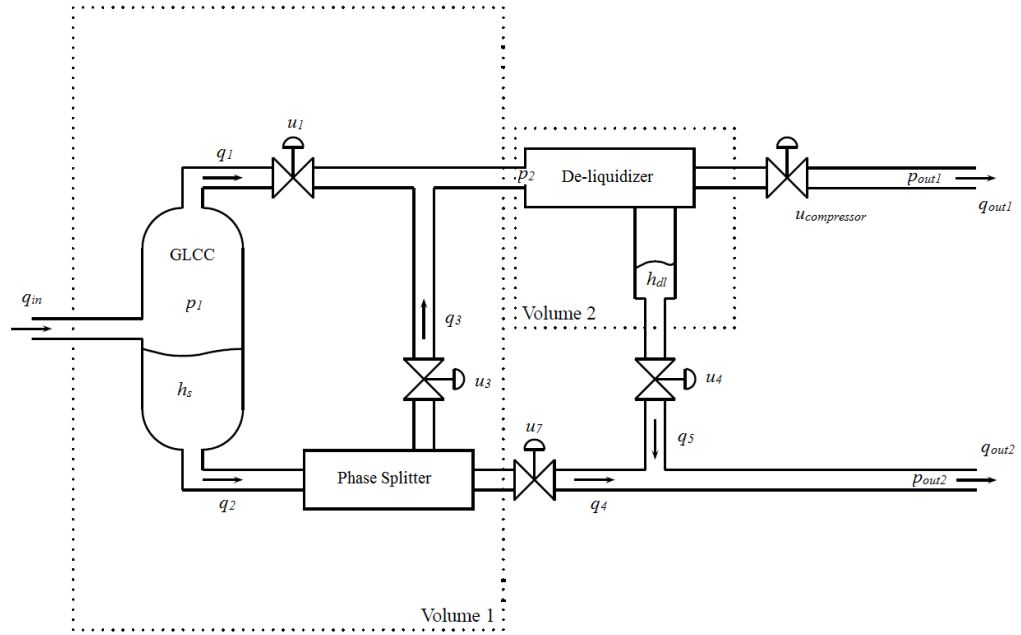 u1
q1
p2
De-liquidizer
pout1
qout1
ucompressor
GLCC
qin
p1
hdl
Volume 2
q3
hs
u3
u4
u7
q5
qout2
Phase Splitter
pout2
q2
q4
Volume 1